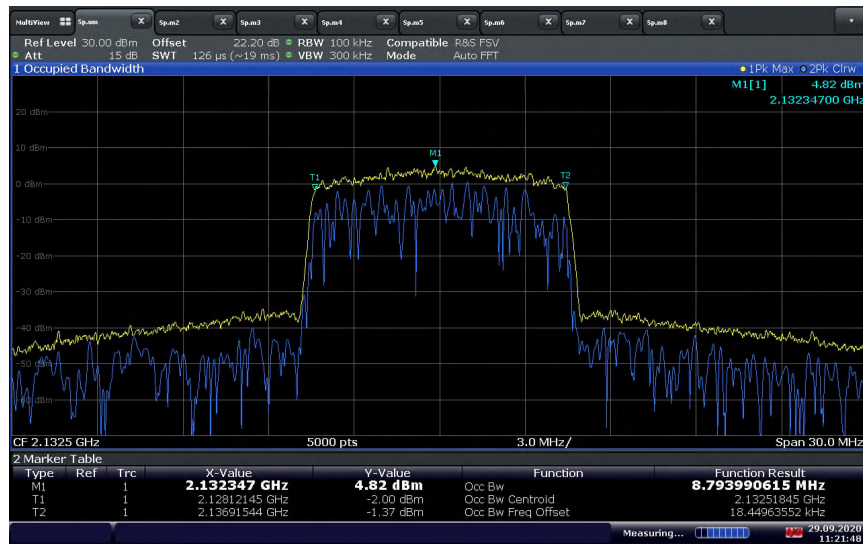 MultiView Sp.um X Sp.m2 X Sp.m3 X Sp.m4 X Sp.m5 X Sp.m6 X Sp.m7 X Sp.m8 X
Ref Level 30.00 dBm Offset 22.20 dB RBW 100 kHz Compatible R&S FSV
Att 15 dB SWT 126 µs (~19 ms) VBW 300 kHz Mode Auto FFT
1 Occupied Bandwidth 1Pk Max 2Pk Clrw
M1[1] 4.82 dBm
2.13234700 GHz
20 dBm
10 dBm
M1
T1 T2
0 dBm
-10 dBm
-20 dBm
-30 dBm
-40 dBm
-50 dBm
-60 dBm
CF 2.1325 GHz 5000 pts 3.0 MHz/ Span 30.0 MHz
2 Marker Table
Type Ref Trc X-Value Y-Value Function Function Result
M1 1 2.132347 GHz 4.82 dBm Occ Bw 8.793990615 MHz
T1 1 2.12812145 GHz -2.00 dBm Occ Bw Centroid 2.13251845 GHz
T2 1 2.13691544 GHz -1.37 dBm Occ Bw Freq Offset 18.44963552 kHz
Measuring... 29.09.2020
11:21:48